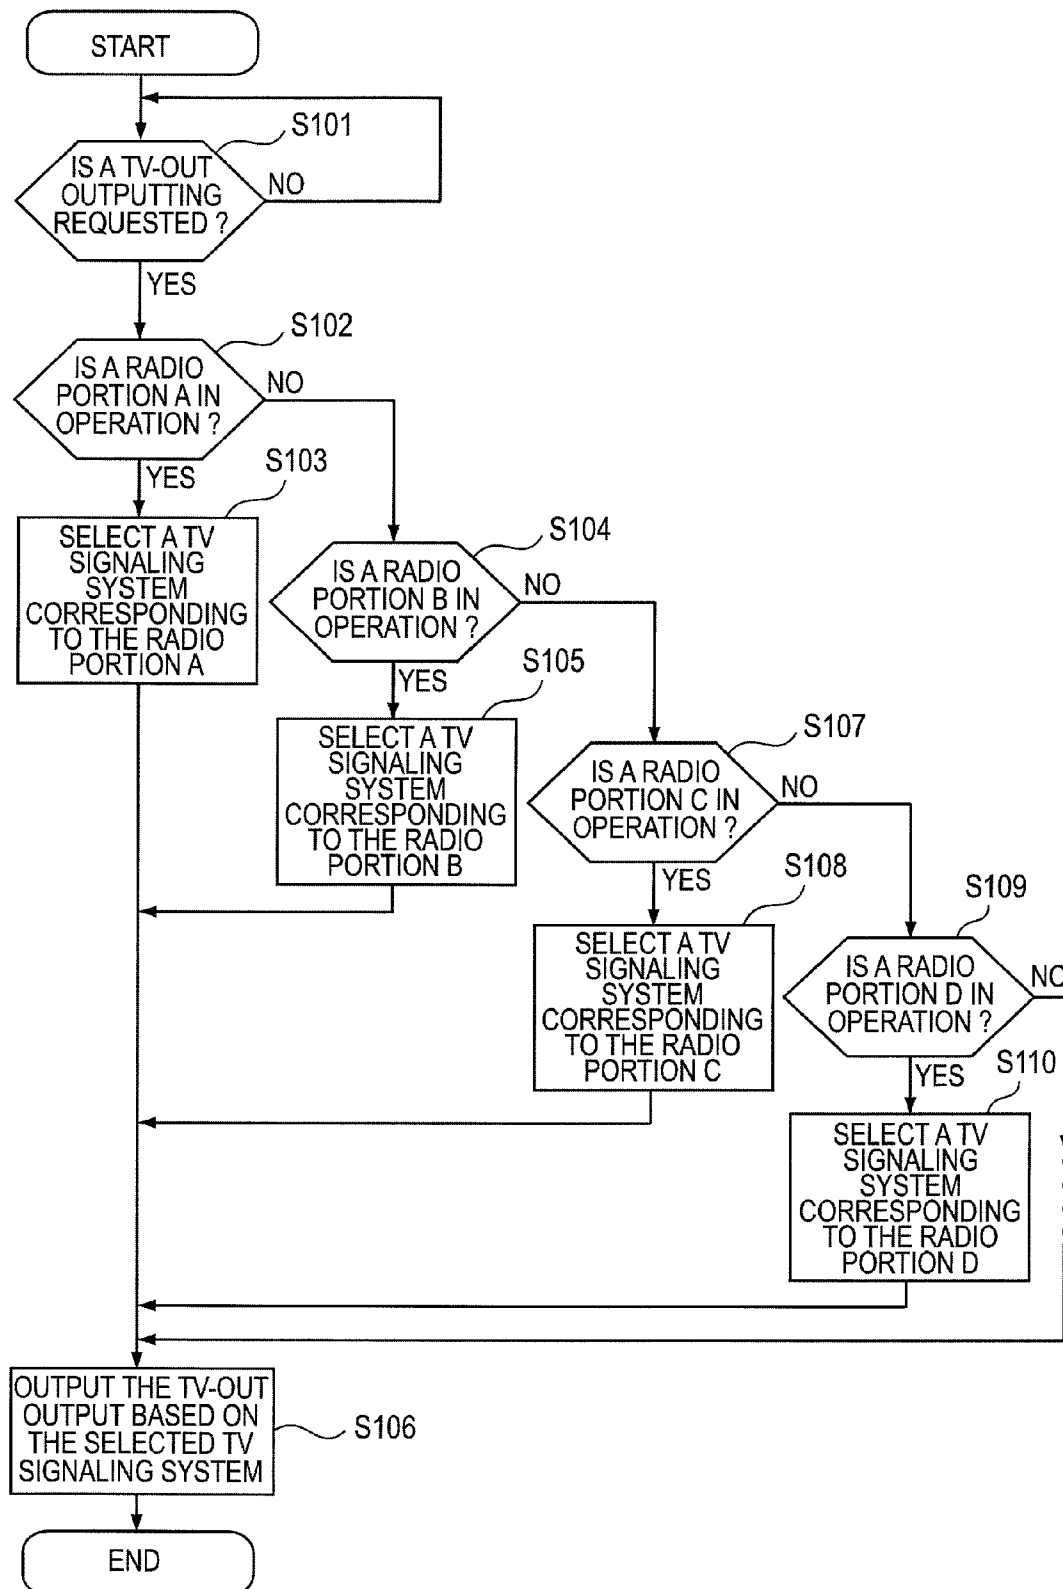 START
S101
IS A TV-OUT
OUTPUTTING
REQUESTED ?
NO
YES
S102
IS A RADIO
PORTION A IN
OPERATION ?
NO
YES
S103
SELECT A TV
SIGNALING
SYSTEM
CORRESPONDING
TO THE RADIO
PORTION A
S104
IS A RADIO
PORTION B IN
OPERATION ?
NO
YES
S105
SELECT A TV
SIGNALING
SYSTEM
CORRESPONDING
TO THE RADIO
PORTION B
S107
IS A RADIO
PORTION C IN
OPERATION ?
NO
YES
S108
SELECT A TV
SIGNALING
SYSTEM
CORRESPONDING
TO THE RADIO
PORTION C
S109
IS A RADIO
PORTION D IN
OPERATION ?
NO
YES
S110
SELECT A TV
SIGNALING
SYSTEM
CORRESPONDING
TO THE RADIO
PORTION D
OUTPUT THE TV-OUT
OUTPUT BASED ON
THE SELECTED TV
SIGNALING SYSTEM
S106
END